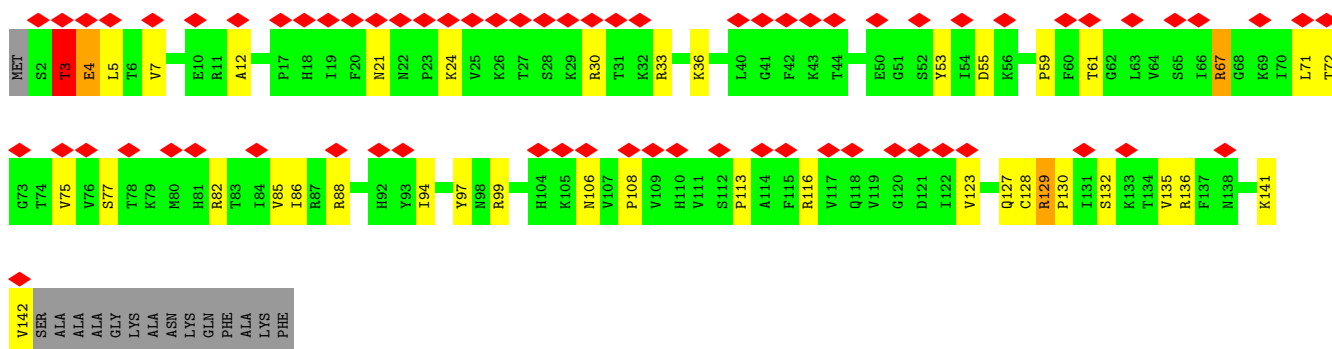 MET S2 T3 E4 L5 T6 V7 E10 R11 A12 P17 H18 I19 F20 N21 N22 P23 K24 V25 K26 T27 S28 K29 R30 T31 K32 R33 K36 L40 G41 F42 K43 T44 E50 G51 S52 Y53 I54 D55 K56 P59 F60 T61 G62 L63 V64 S65 I66 R67 G68 K69 I70 L71 T72
G73 T74 V75 V76 S77 T78 K79 M80 H81 R82 T83 I84 V85 I86 R87 R88 H92 Y93 I94 Y97 N98 R99 H104 K105 N106 V107 P108 V109 H110 V111 S112 P113 A114 F115 R116 V117 Q118 V119 G120 D121 I122 V123 Q127 C128 R129 P130 I131 S132 K133 T134 V135 R136 F137 N138 K141
V142 SER ALA ALA ALA GLY LYS ALA ASN LYS GLN PHE ALA LYS PHE